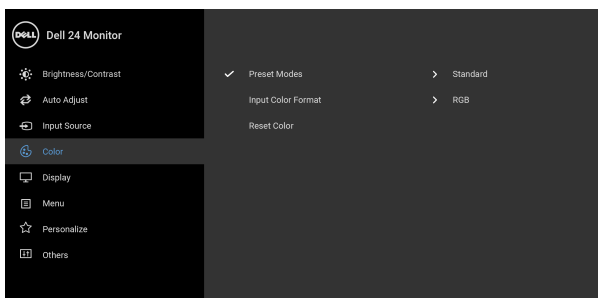 DELL Dell 24 Monitor
Brightness/Contrast
Preset Modes Standard
Auto Adjust
Input Color Format RGB
Input Source
Reset Color
Color
Display
Menu
Personalize
Others